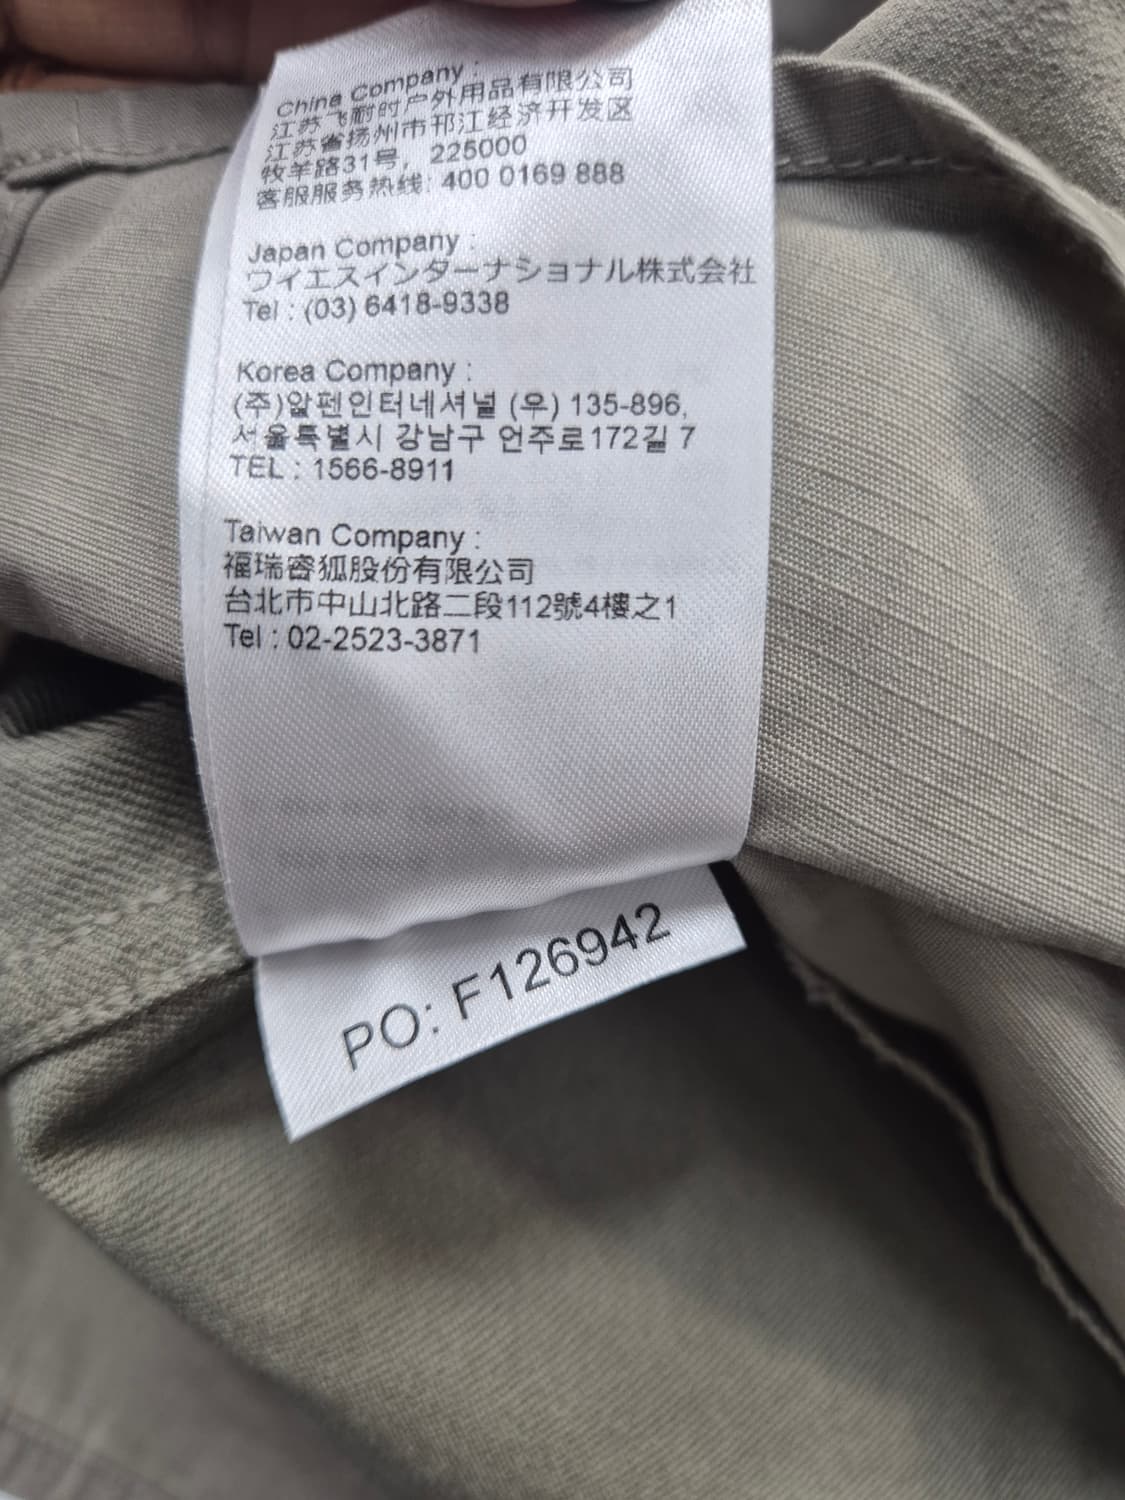 China Company :
江苏飞耐时户外用品有限公司
江苏省扬州市邗江经济开发区
牧羊路31号， 225000
客服服务热线: 400 0169 888
Japan Company :
ワイエスインターナショナル株式会社
Tel : (03) 6418-9338
Korea Company :
(주)알펜인터네셔널 (우) 135-896,
서울특별시 강남구 언주로172길 7
TEL : 1566-8911
Taiwan Company :
福瑞容狐股份有限公司
台北市中山北路二段112號4樓之1
Tel : 02-2523-3871
PO: F126942